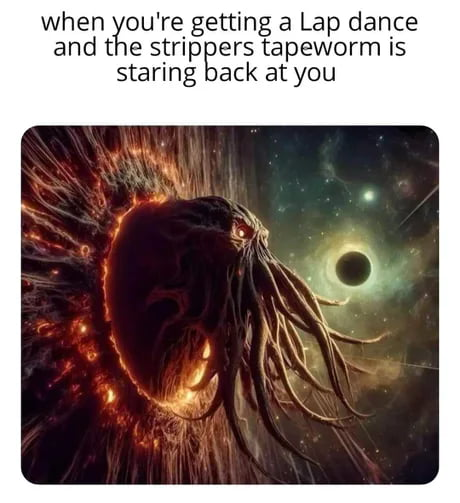 when you're getting a Lap dance
and the strippers tapeworm is
staring back at you